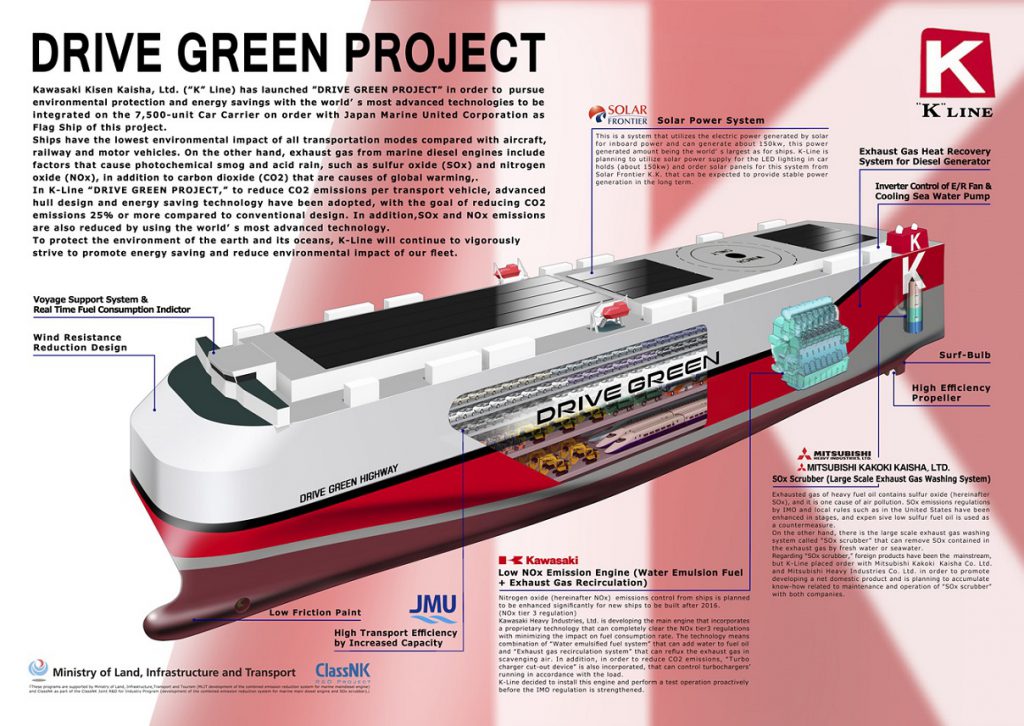 DRIVE GREEN PROJECT
Kawasaki Kisen Kaisha, Ltd. (“K” Line) has launched “DRIVE GREEN PROJECT” in order to pursue
environmental protection and energy savings with the world’ s most advanced technologies to be
integrated on the 7,500-unit Car Carrier on order with Japan Marine United Corporation as
Flag Ship of this project.
Ships have the lowest environmental impact of all transportation modes compared with aircraft,
railway and motor vehicles. On the other hand, exhaust gas from marine diesel engines include
factors that cause photochemical smog and acid rain, such as sulfur oxide (SOx) and nitrogen
oxide (NOx), in addition to carbon dioxide (CO2) that are causes of global warming,.
In K-Line “DRIVE GREEN PROJECT,” to reduce CO2 emissions per transport vehicle, advanced
hull design and energy saving technology have been adopted, with the goal of reducing CO2
emissions 25% or more compared to conventional design. In addition,SOx and NOx emissions
are also reduced by using the world’ s most advanced technology.
To protect the environment of the earth and its oceans, K-Line will continue to vigorously
strive to promote energy saving and reduce environmental impact of our fleet.
K
"K" LINE
SOLAR
FRONTIER
Solar Power System
This is a system that utilizes the electric power generated by solar
for inboard power and can generate about 150kw, this power
generated amount being the world’ s largest as for ships. K-Line is
planning to utilize solar power supply for the LED lighting in car
holds (about 150kw) and order solar panels for this system from
Solar Frontier K.K. that can be expected to provide stable power
generation in the long term.
Exhaust Gas Heat Recovery
System for Diesel Generator
Inverter Control of E/R Fan &
Cooling Sea Water Pump
Voyage Support System &
Real Time Fuel Consumption Indictor
Wind Resistance
Reduction Design
K
K
DRIVE GREEN
DRIVE GREEN HIGHWAY
Surf-Bulb
High Efficiency
Propeller
MITSUBISHI
HEAVY INDUSTRIES, LTD.
MITSUBISHI KAKOKI KAISHA, LTD.
SOx Scrubber (Large Scale Exhaust Gas Washing System)
Exhausted gas of heavy fuel oil contains sulfur oxide (hereinafter
SOx), and it is one cause of air pollution. SOx emissions regulations
by IMO and local rules such as in the United States have been
enhanced in stages, and expen sive low sulfur fuel oil is used as
a countermeasure.
On the other hand, there is the large scale exhaust gas washing
system called “SOx scrubber” that can remove SOx contained in
the exhaust gas by fresh water or seawater.
Regarding “SOx scrubber,” foreign products have been the mainstream,
but K-Line placed order with Mitsubishi Kakoki Kaisha Co. Ltd.
and Mitsubishi Heavy Industries Co. Ltd. in order to promote
developing a net domestic product and is planning to accumulate
know-how related to maintenance and operation of “SOx scrubber”
with both companies.
Kawasaki
Low NOx Emission Engine (Water Emulsion Fuel
+ Exhaust Gas Recirculation)
Nitrogen oxide (hereinafter NOx) emissions control from ships is planned
to be enhanced significantly for new ships to be built after 2016.
(NOx tier 3 regulation)
Kawasaki Heavy Industries, Ltd. is developing the main engine that incorporates
a proprietary technology that can completely clear the NOx tier3 regulations
with minimizing the impact on fuel consumption rate. The technology means
combination of “Water emulsified fuel system” that can add water to fuel oil
and “Exhaust gas recirculation system” that can reflux the exhaust gas in
scavenging air. In addition, in order to reduce CO2 emissions, “Turbo
charger cut-out device” is also incorporated, that can control turbochargers’
running in accordance with the load.
K-Line decided to install this engine and perform a test operation proactively
before the IMO regulation is strengthened.
Low Friction Paint
JMU
High Transport Efficiency
by Increased Capacity
Ministry of Land, Infrastructure and Transport
ClassNK
R&D PROJECT